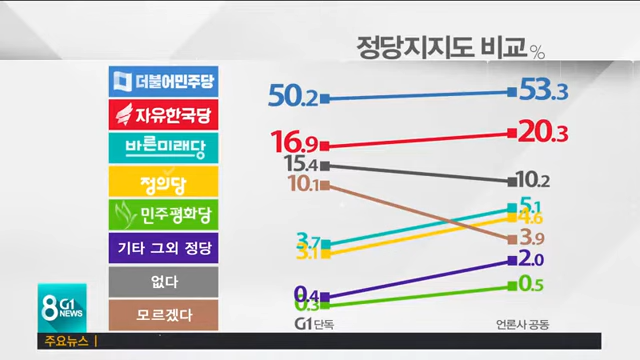 정당지지도 비교 %
더불어민주당
자유한국당
바른미래당
정의당
민주평화당
기타 그외 정당
없다
모르겠다
50.2
53.3
16.9
20.3
15.4
10.2
10.1
5.1
4.6
3.7
3.9
3.1
2.0
0.4
0.5
0.3
G1 단독
언론사 공동
8 G1 NEWS
주요뉴스